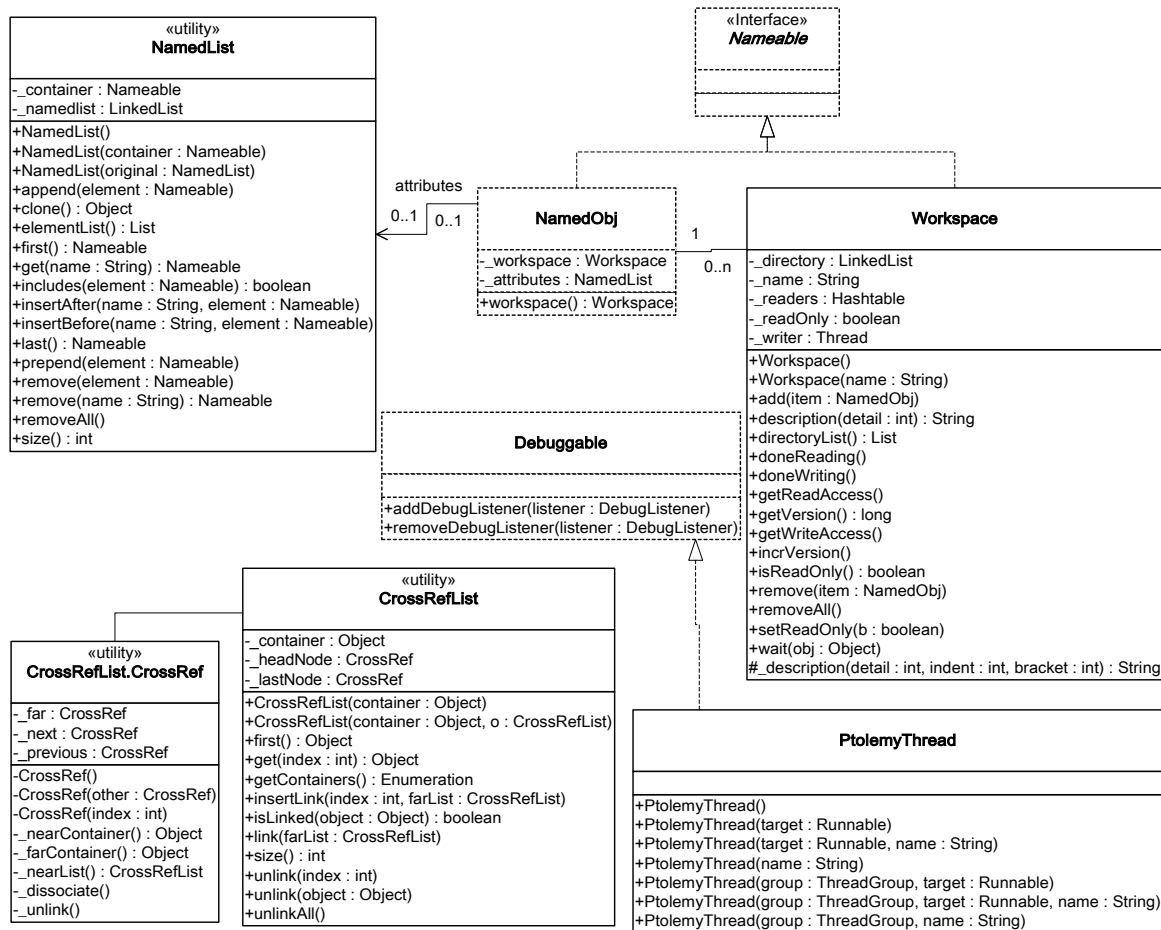 «utility»
NamedList
-_container : Nameable
-_namedlist : LinkedList
+NamedList()
+NamedList(container : Nameable)
+NamedList(original : NamedList)
+append(element : Nameable)
+clone() : Object
+elementList() : List
+first() : Nameable
+get(name : String) : Nameable
+includes(element : Nameable) : boolean
+insertAfter(name : String, element : Nameable)
+insertBefore(name : String, element : Nameable)
+last() : Nameable
+prepend(element : Nameable)
+remove(element : Nameable)
+remove(name : String) : Nameable
+removeAll()
+size() : int
«Interface»
Nameable
attributes
0..1
0..1
NamedObj
-_workspace : Workspace
-_attributes : NamedList
+workspace() : Workspace
1
0..n
Workspace
-_directory : LinkedList
-_name : String
-_readers : Hashtable
-_readOnly : boolean
-_writer : Thread
+Workspace()
+Workspace(name : String)
+add(item : NamedObj)
+description(detail : int) : String
+directoryList() : List
+doneReading()
+doneWriting()
+getReadAccess()
+getVersion() : long
+getWriteAccess()
+incrVersion()
+isReadOnly() : boolean
+remove(item : NamedObj)
+removeAll()
+setReadOnly(b : boolean)
+wait(obj : Object)
#_description(detail : int, indent : int, bracket : int) : String
Debuggable
+addDebugListener(listener : DebugListener)
+removeDebugListener(listener : DebugListener)
«utility»
CrossRefList
-_container : Object
-_headNode : CrossRef
-_lastNode : CrossRef
+CrossRefList(container : Object)
+CrossRefList(container : Object, o : CrossRefList)
+first() : Object
+get(index : int) : Object
+getContainers() : Enumeration
+insertLink(index : int, farList : CrossRefList)
+isLinked(object : Object) : boolean
+link(farList : CrossRefList)
+size() : int
+unlink(index : int)
+unlink(object : Object)
+unlinkAll()
«utility»
CrossRefList.CrossRef
-_far : CrossRef
-_next : CrossRef
-_previous : CrossRef
-CrossRef()
-CrossRef(other : CrossRef)
-CrossRef(index : int)
-_nearContainer() : Object
-_farContainer() : Object
-_nearList() : CrossRefList
-_dissociate()
-_unlink()
PtolemyThread
+PtolemyThread()
+PtolemyThread(target : Runnable)
+PtolemyThread(target : Runnable, name : String)
+PtolemyThread(name : String)
+PtolemyThread(group : ThreadGroup, target : Runnable)
+PtolemyThread(group : ThreadGroup, target : Runnable, name : String)
+PtolemyThread(group : ThreadGroup, name : String)